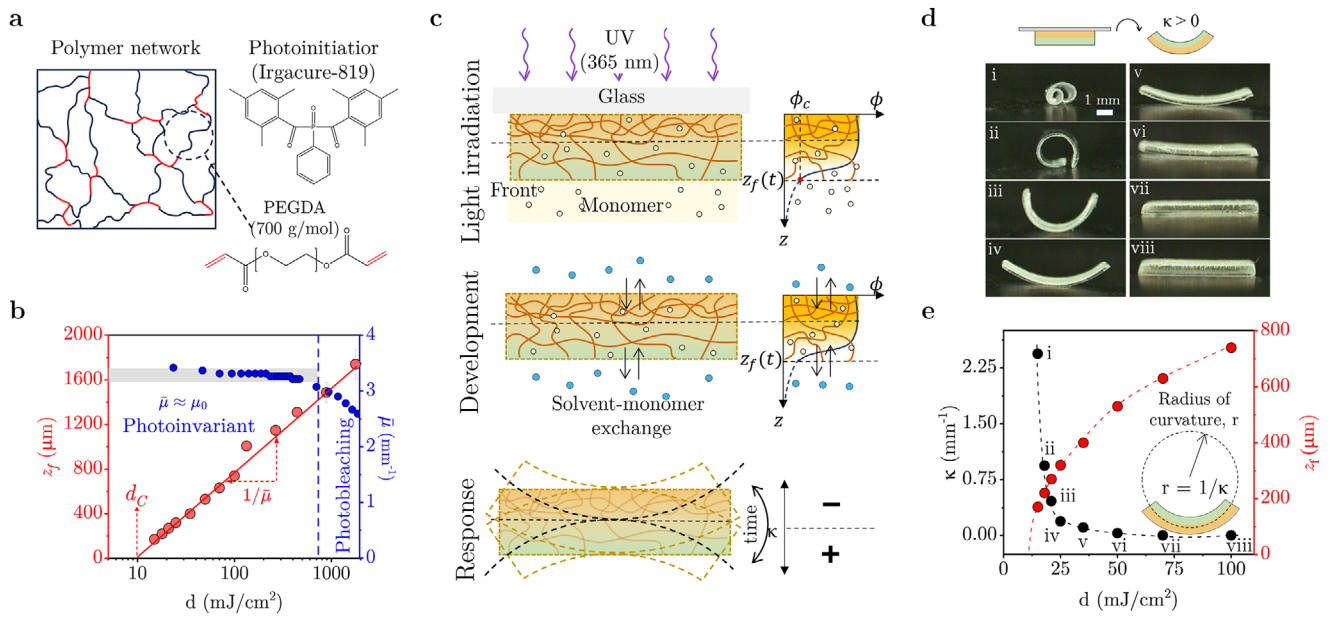 a
Polymer network
Photoinitiatior
(Irgacure-819)
O
O
P
O
PEGDA
(700 g/mol)
O
O
O
O
b
2000
1600
1200
800
400
0
z_f (μm)
4
3
2
1
0
μ̄ (mm⁻¹)
μ̄ ≈ μ₀
Photoinvariant
Photobleaching
d_C
1/μ̄
10
100
1000
d (mJ/cm²)
c
Light irradiation
UV
(365 nm)
Glass
Front
Monomer
ϕ_c
ϕ
z_f(t)
z
Development
Solvent-monomer
exchange
ϕ
z_f(t)
z
Response
time
κ
−
+
d
κ > 0
i
1 mm
ii
iii
iv
v
vi
vii
viii
e
2.25
1.50
0.75
0.00
κ (mm⁻¹)
800
600
400
200
0
z_f (μm)
i
ii
iii
iv
v
vi
vii
viii
Radius of
curvature, r
r = 1/κ
0
25
50
75
100
d (mJ/cm²)